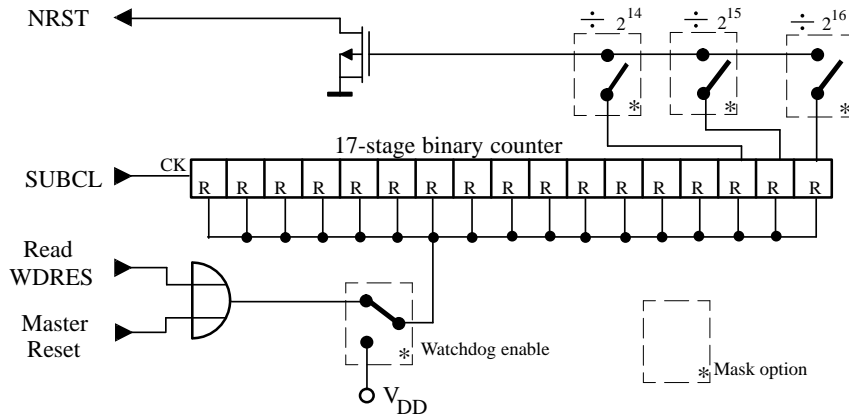 NRST
÷ 2^14 ÷ 2^15 ÷ 2^16
* * *
17-stage binary counter
SUBCL CK
R R R R R R R R R R R R R R R R R
Read
WDRES
Master
Reset
* Watchdog enable
* Mask option
V_DD